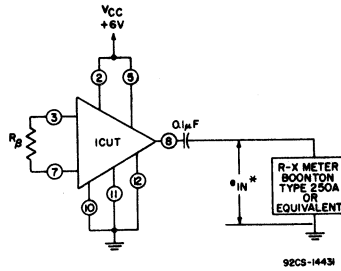 VCC
+6V
2
5
3
Rβ
ICUT
7
8
0.1μF
10
11
12
eIN*
R-X METER
BOONTON
TYPE 250A
OR
EQUIVALENT
92CS-14431